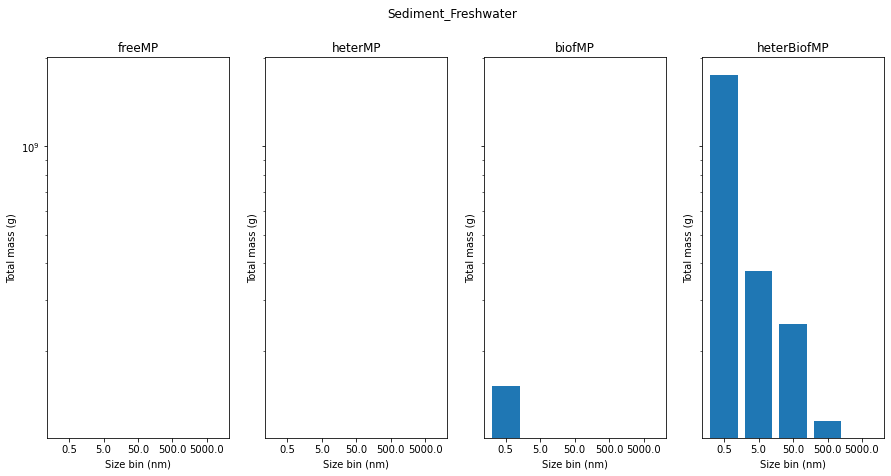 Sediment_Freshwater
freeMP
heterMP
biofMP
heterBiofMP
10⁹
Total mass (g)
Total mass (g)
Total mass (g)
Total mass (g)
0.5 5.0 50.0 500.0 5000.0
0.5 5.0 50.0 500.0 5000.0
0.5 5.0 50.0 500.0 5000.0
0.5 5.0 50.0 500.0 5000.0
Size bin (nm)
Size bin (nm)
Size bin (nm)
Size bin (nm)